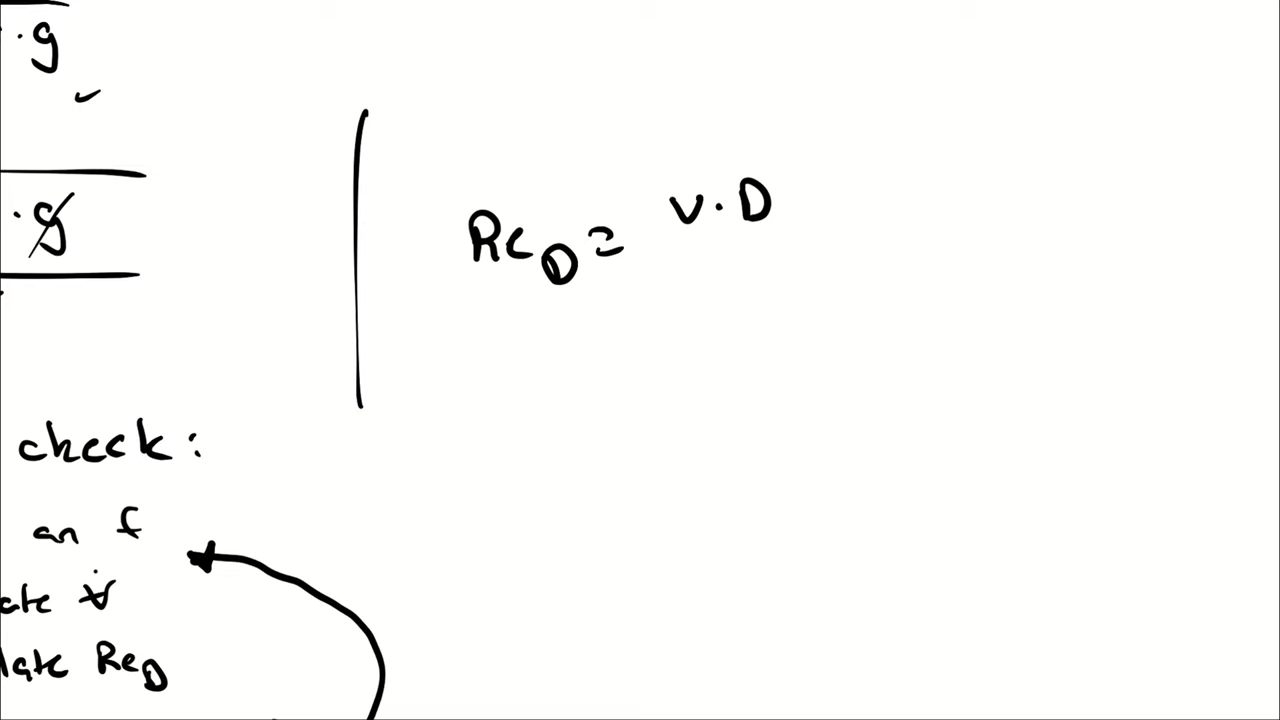 · g
· g
Re_D = v · D
check:
an f
ate V̇
late Re_D